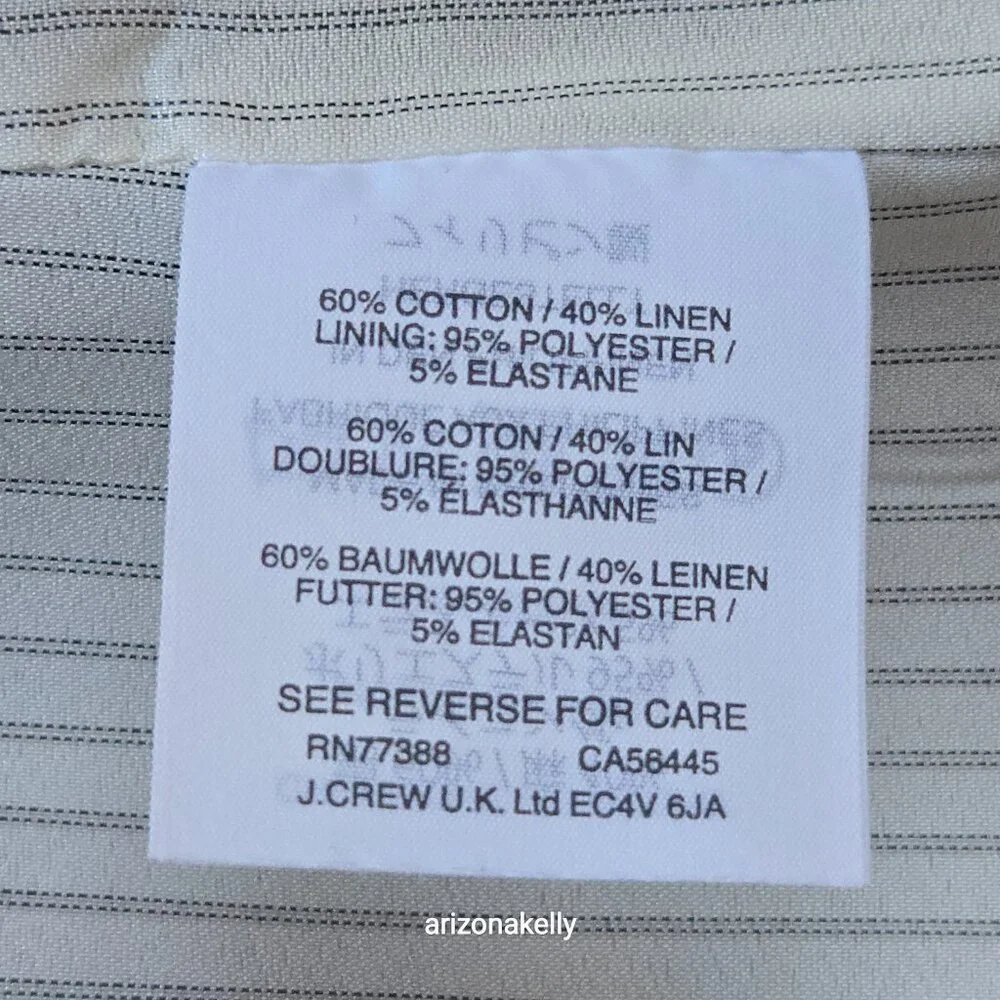 60% COTTON / 40% LINEN
LINING: 95% POLYESTER /
5% ELASTANE
60% COTON / 40% LIN
DOUBLURE: 95% POLYESTER /
5% ÉLASTHANNE
60% BAUMWOLLE / 40% LEINEN
FUTTER: 95% POLYESTER /
5% ELASTAN
SEE REVERSE FOR CARE
RN77388 CA56445
J.CREW U.K. Ltd EC4V 6JA
arizonakelly